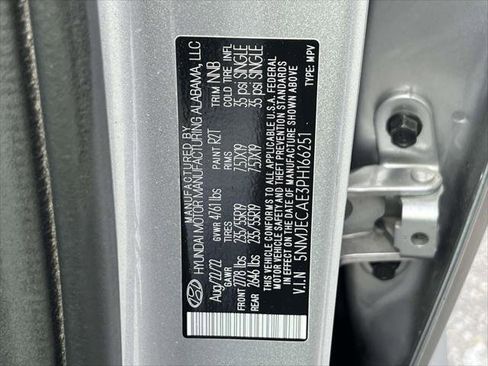 MANUFACTURED BY
HYUNDAI MOTOR MANUFACTURING ALABAMA, LLC
Aug/22/22 GVWR 4761 lbs PAINT R2T TRIM NNB
GAWR TIRES RIMS COLD TIRE INFL
FRONT 2778 lbs 235/55R19 7.5JX19 35 psi SINGLE
REAR 2646 lbs 235/55R19 7.5JX19 35 psi SINGLE
THIS VEHICLE CONFORMS TO ALL APPLICABLE U.S.A. FEDERAL
MOTOR VEHICLE SAFETY AND THEFT PREVENTION
STANDARDS IN EFFECT ON THE DATE OF MANUFACTURE SHOWN ABOVE
V.I.N 5NMJECAE3PH166251 TYPE: MPV